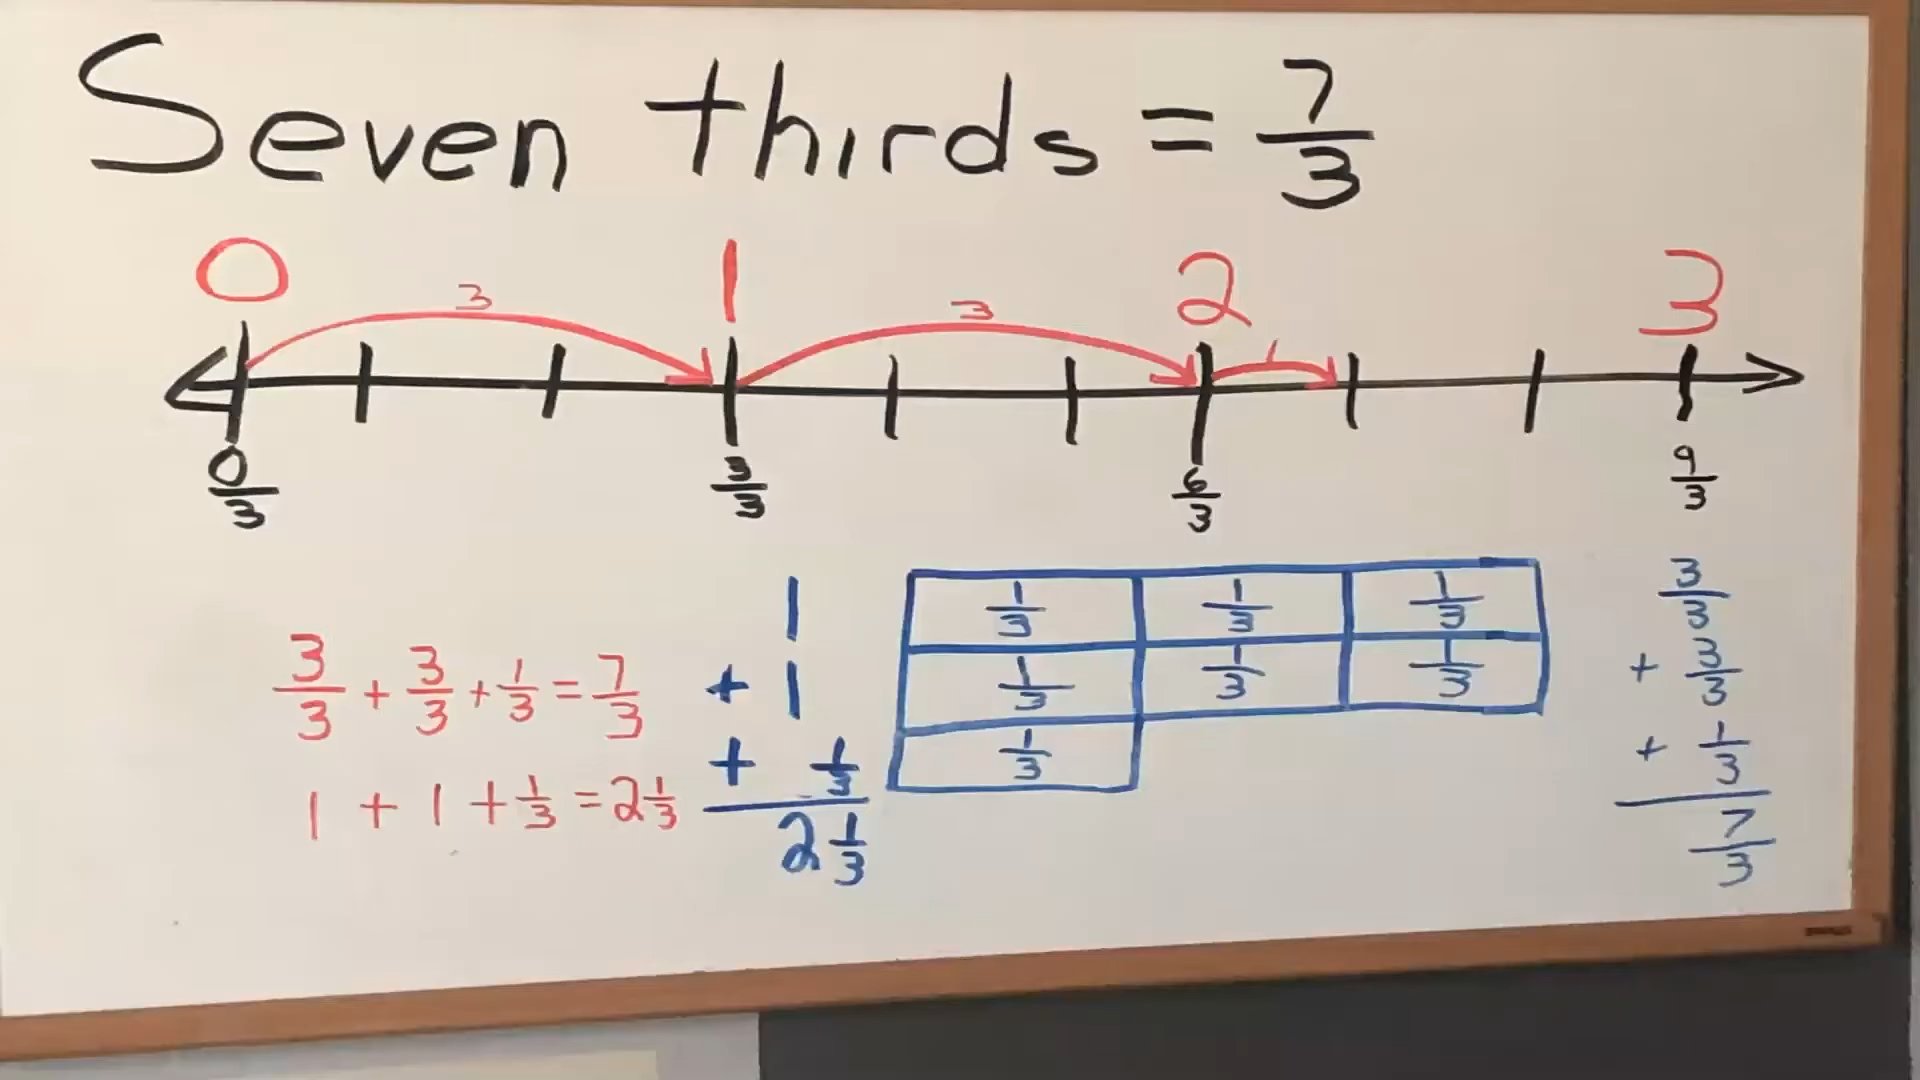 Seven thirds = 7/3
0 1 2 3
3 3 1
0/3 3/3 6/3 9/3
3/3 + 3/3 + 1/3 = 7/3
1 + 1 + 1/3 = 2 1/3
1
+ 1
+ 1/3
2 1/3
1/3 1/3 1/3
1/3 1/3 1/3
1/3
3/3
+ 3/3
+ 1/3
7/3